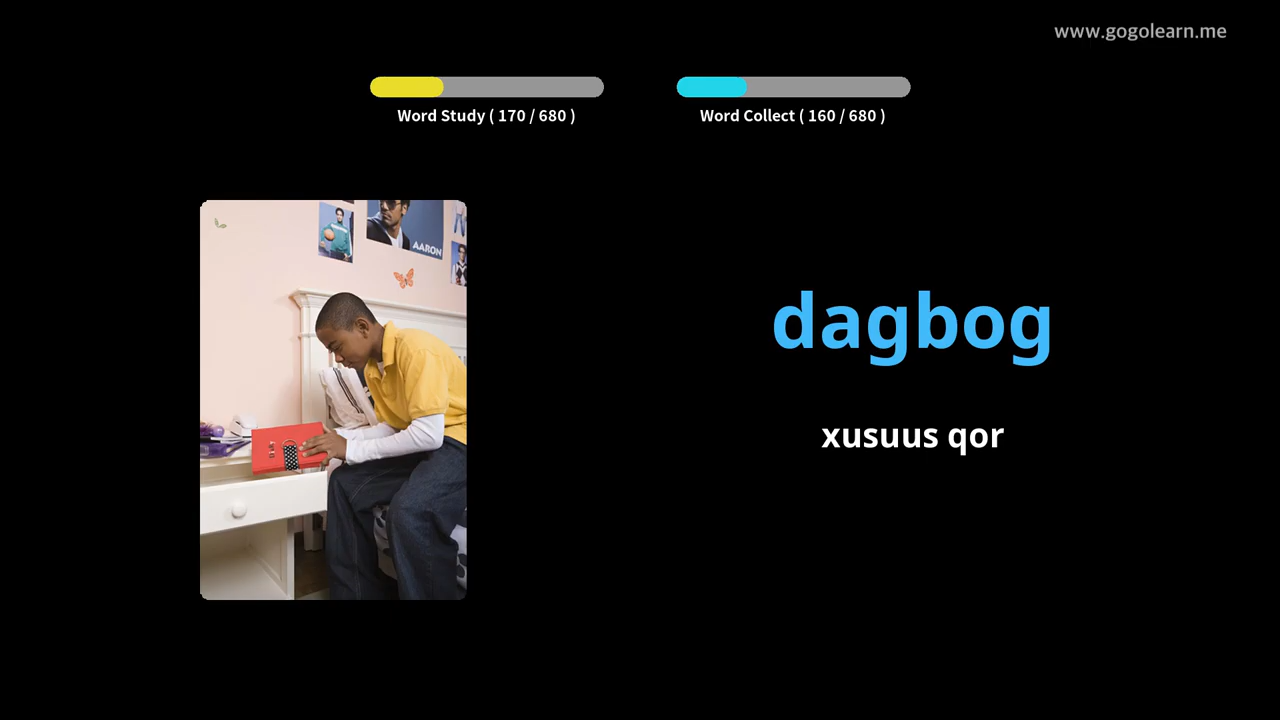 www.gogolearn.me
Word Study ( 170 / 680 )
Word Collect ( 160 / 680 )
AARON
dagbog
xusuus qor